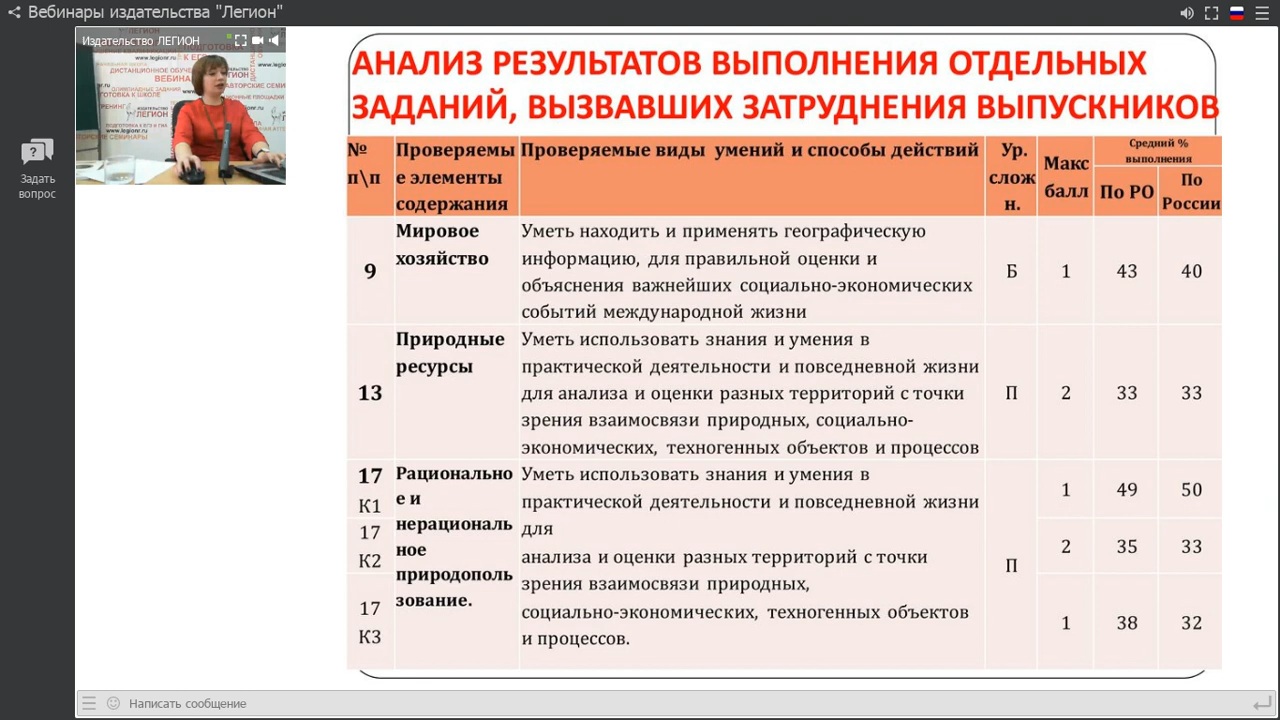 Вебинары издательства "Легион"
Издательство ЛЕГИОН
Задать
вопрос
АНАЛИЗ РЕЗУЛЬТАТОВ ВЫПОЛНЕНИЯ ОТДЕЛЬНЫХ
ЗАДАНИЙ, ВЫЗВАВШИХ ЗАТРУДНЕНИЯ ВЫПУСКНИКОВ
№
п\п
Проверяемы
е элементы
содержания
Проверяемые виды умений и способы действий
Ур.
слож
н.
Макс
балл
Средний %
выполнения
По РО
По
России
9
Мировое
хозяйство
Уметь находить и применять географическую
информацию, для правильной оценки и
объяснения важнейших социально-экономических
событий международной жизни
Б
1
43
40
13
Природные
ресурсы
Уметь использовать знания и умения в
практической деятельности и повседневной жизни
для анализа и оценки разных территорий с точки
зрения взаимосвязи природных, социально-
экономических, техногенных объектов и процессов
П
2
33
33
17
К1
17
К2
17
К3
Рационально
е и
нерациональ
ное
природополь
зование.
Уметь использовать знания и умения в
практической деятельности и повседневной жизни
для
анализа и оценки разных территорий с точки
зрения взаимосвязи природных,
социально-экономических, техногенных объектов
и процессов.
П
1
49
50
2
35
33
1
38
32
Написать сообщение